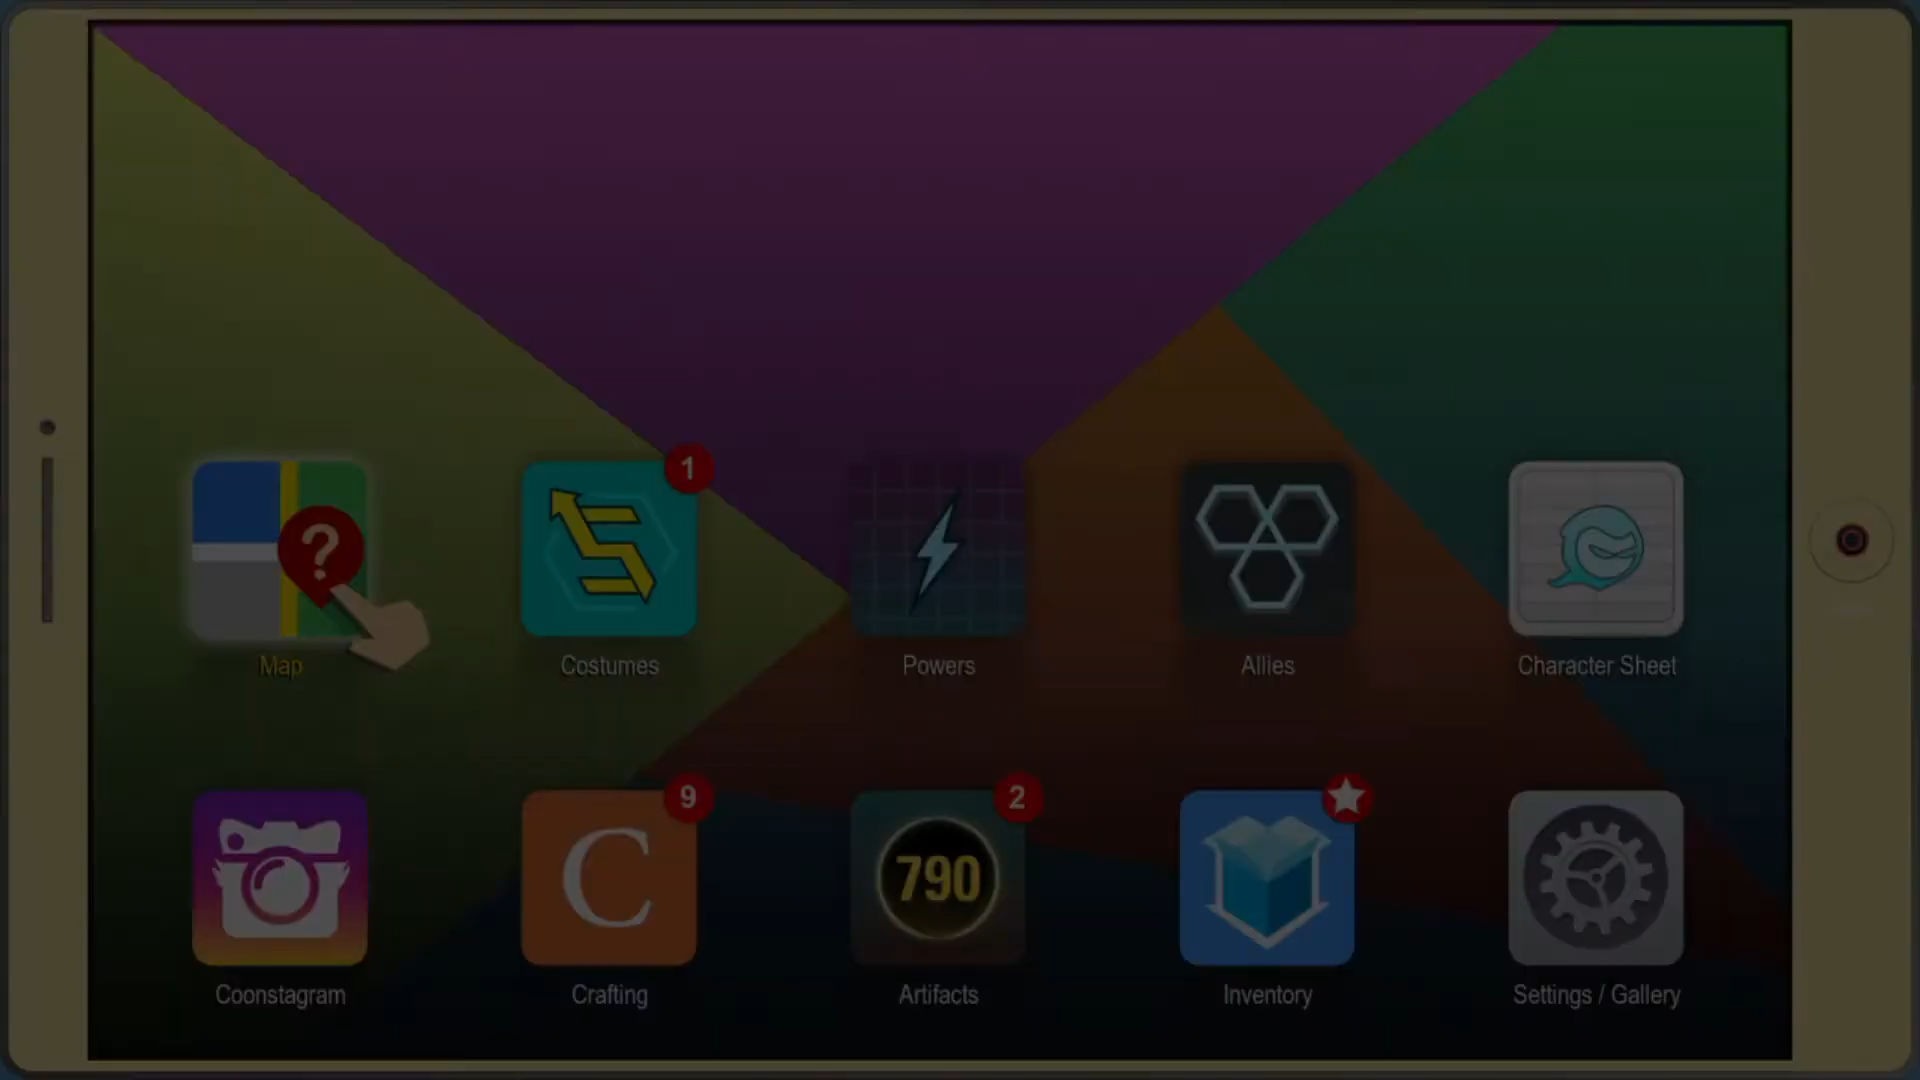 1
?
Map
Costumes
Powers
Allies
Character Sheet
9
2
C
790
Coonstagram
Crafting
Artifacts
Inventory
Settings / Gallery